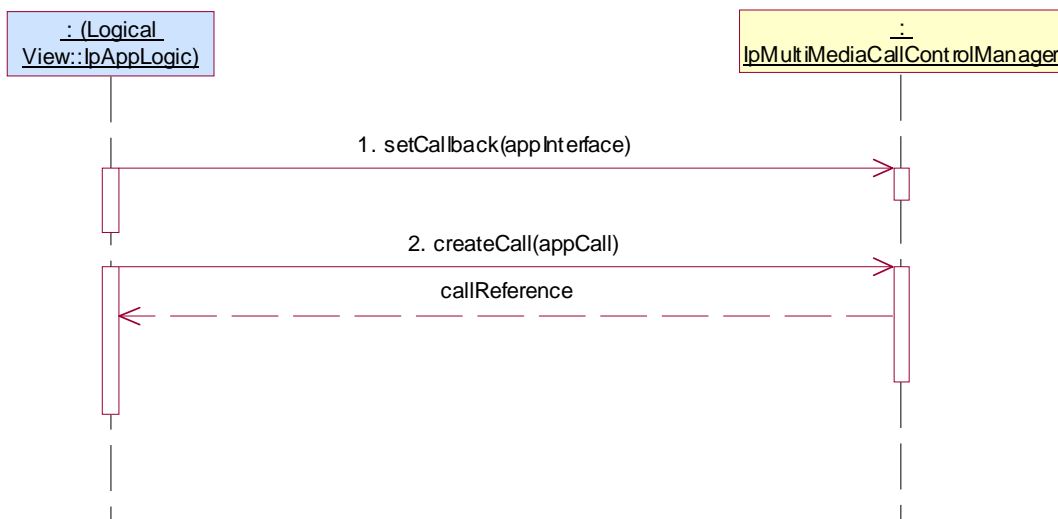 : (Logical
View::IpAppLogic)
:
IpMultiMediaCallControlManager
1. setCallback(appInterface)
2. createCall(appCall)
callReference